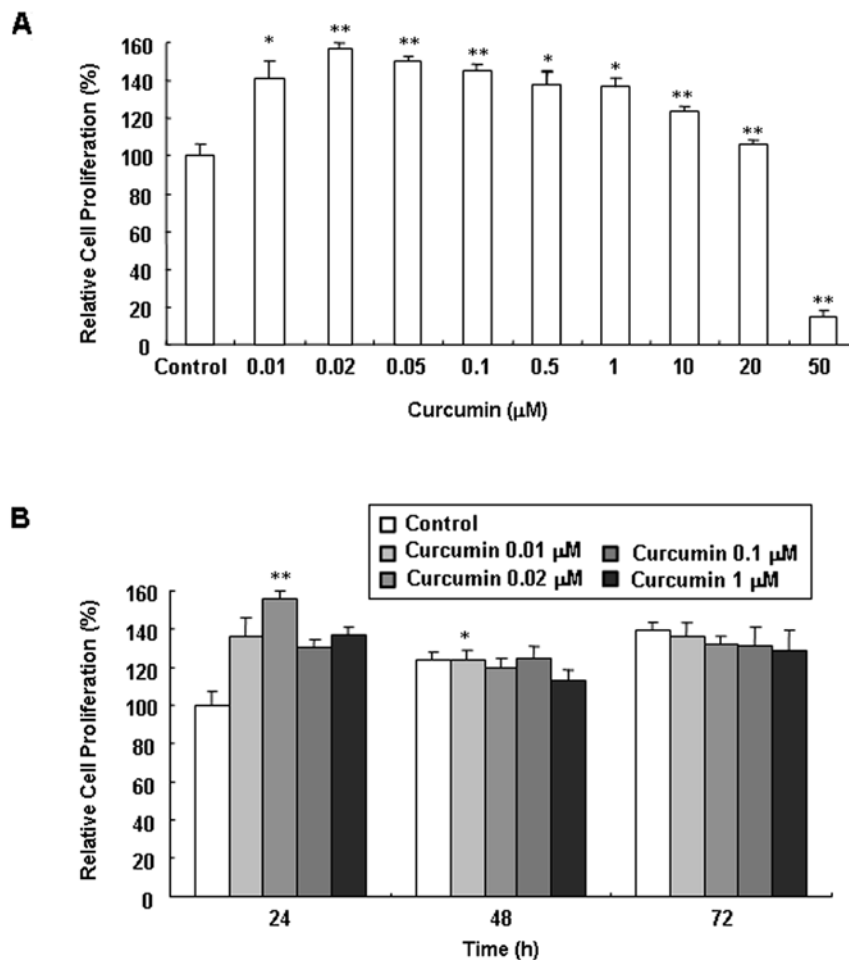 A
Relative Cell Proliferation (%)
160
140
120
100
80
60
40
20
0
* ** ** ** * * ** ** **
Control 0.01 0.02 0.05 0.1 0.5 1 10 20 50
Curcumin (μM)
B
Control
Curcumin 0.01 μM
Curcumin 0.1 μM
Curcumin 0.02 μM
Curcumin 1 μM
Relative Cell Proliferation (%)
160
140
120
100
80
60
40
20
0
** *
24 48 72
Time (h)